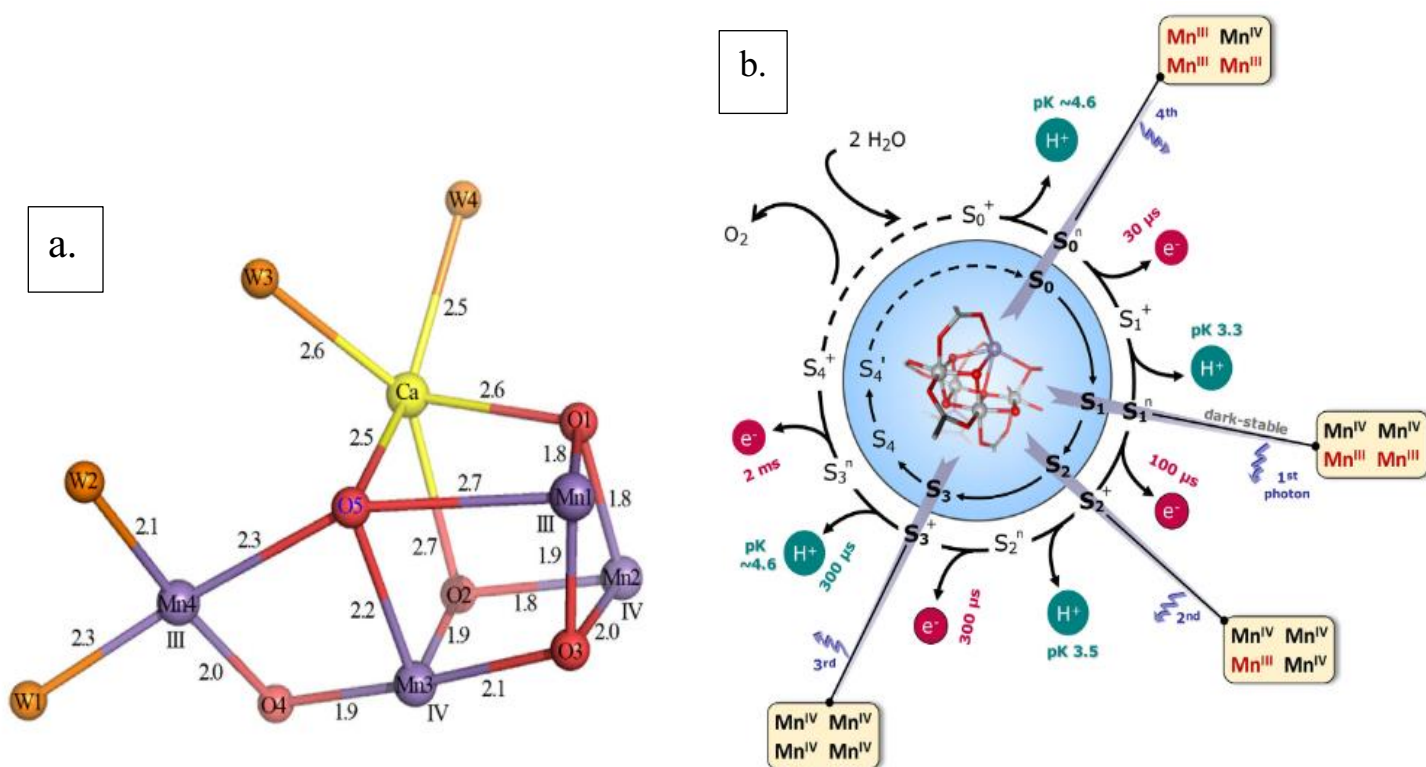 a.
W4
W3
2.5
2.6
Ca
2.6
O1
2.5
1.8
W2
2.7
Mn1
1.8
O5
III
2.1
2.3
2.7
1.9
Mn2
O2
1.8
IV
Mn4
2.2
III
1.9
2.0
2.3
2.0
O3
Mn3
2.1
W1
O4
1.9
IV
b.
Mn^III Mn^IV
Mn^III Mn^III
pK ~4.6
H+
4th
2 H2O
O2
S0+
S0n
30 μs
e-
S0
S1+
pK 3.3
H+
S4+
S4'
S1
S1n
dark-stable
Mn^IV Mn^IV
Mn^III Mn^III
1st
photon
e-
2 ms
S4
S3n
S2
100 μs
e-
S3
S2+
pK
~4.6
H+
300 μs
S3+
S2n
e-
300 μs
H+
pK 3.5
2nd
Mn^IV Mn^IV
Mn^III Mn^IV
3rd
Mn^IV Mn^IV
Mn^IV Mn^IV